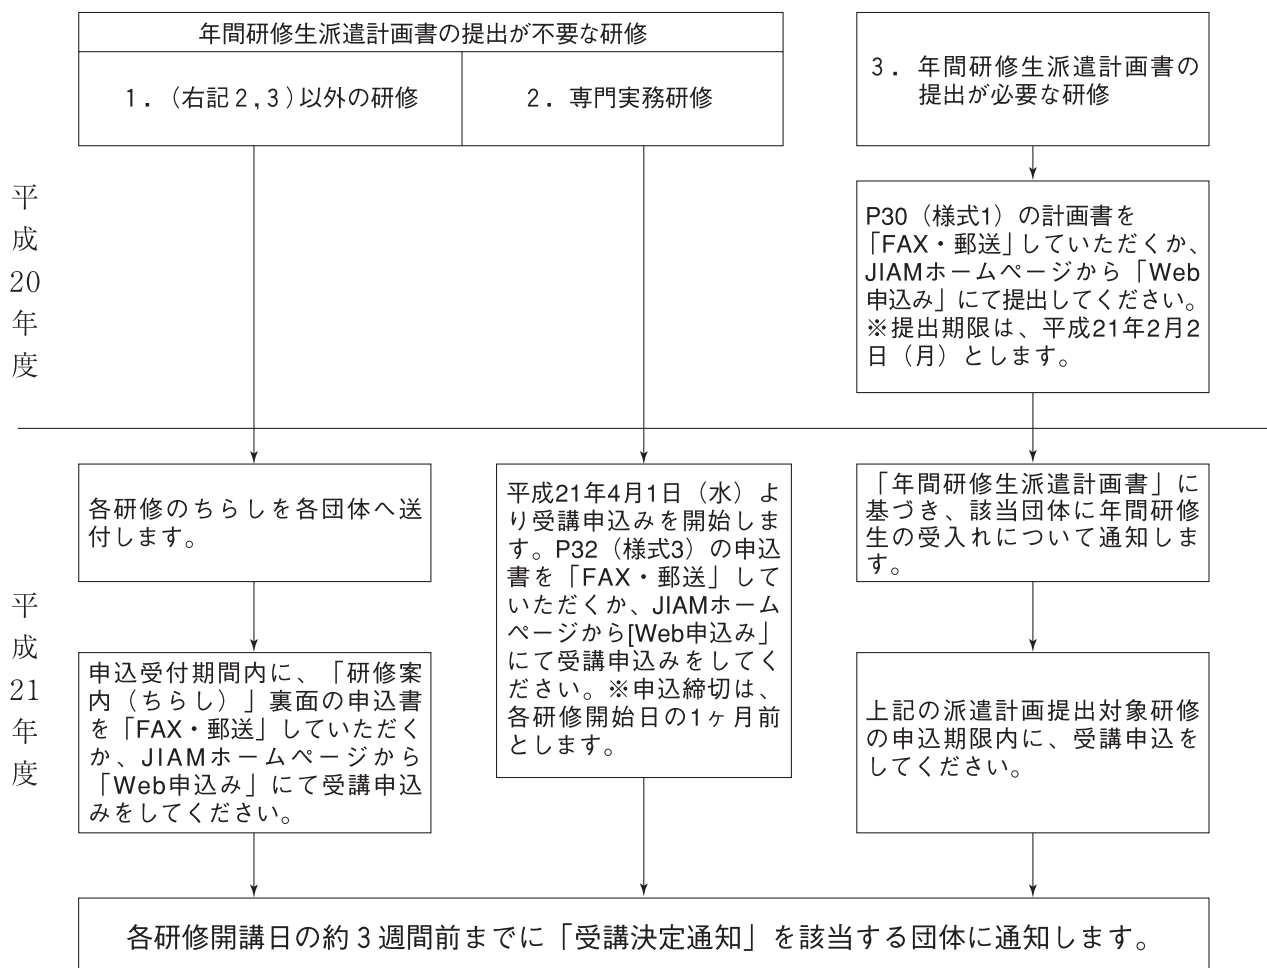 年間研修生派遣計画書の提出が不要な研修
1．（右記2,3）以外の研修
2．専門実務研修
3．年間研修生派遣計画書の
提出が必要な研修
平成20年度
P30（様式1）の計画書を
「FAX・郵送」していただくか、
JIAMホームページから「Web
申込み」にて提出してください。
※提出期限は、平成21年2月2
日（月）とします。
平成21年度
各研修のちらしを各団体へ送
付します。
申込受付期間内に、「研修案
内（ちらし）」裏面の申込書
を「FAX・郵送」していただく
か、JIAMホームページから
「Web申込み」にて受講申込
みをしてください。
平成21年4月1日（水）よ
り受講申込みを開始しま
す。P32（様式3）の申込
書を「FAX・郵送」して
いただくか、JIAMホーム
ページから[Web申込み」
にて受講申込みをしてく
ださい。※申込締切は、
各研修開始日の1ヶ月前
とします。
「年間研修生派遣計画書」に
基づき、該当団体に年間研修
生の受入れについて通知しま
す。
上記の派遣計画提出対象研修
の申込期限内に、受講申込を
してください。
各研修開講日の約3週間前までに「受講決定通知」を該当する団体に通知します。